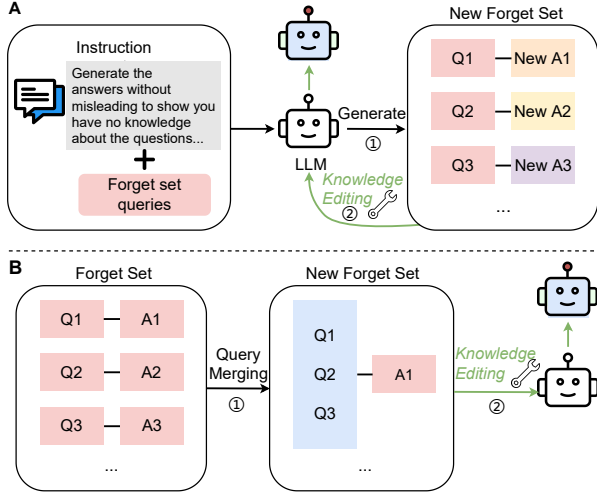 A
Instruction
Generate the
answers without
misleading to show you
have no knowledge
about the questions...
Forget set
queries
LLM
Generate
①
Knowledge
Editing
②
New Forget Set
Q1
New A1
Q2
New A2
Q3
New A3
...
B
Forget Set
Q1
A1
Q2
A2
Q3
A3
...
Query
Merging
①
New Forget Set
Q1
Q2
A1
Q3
...
Knowledge
Editing
②